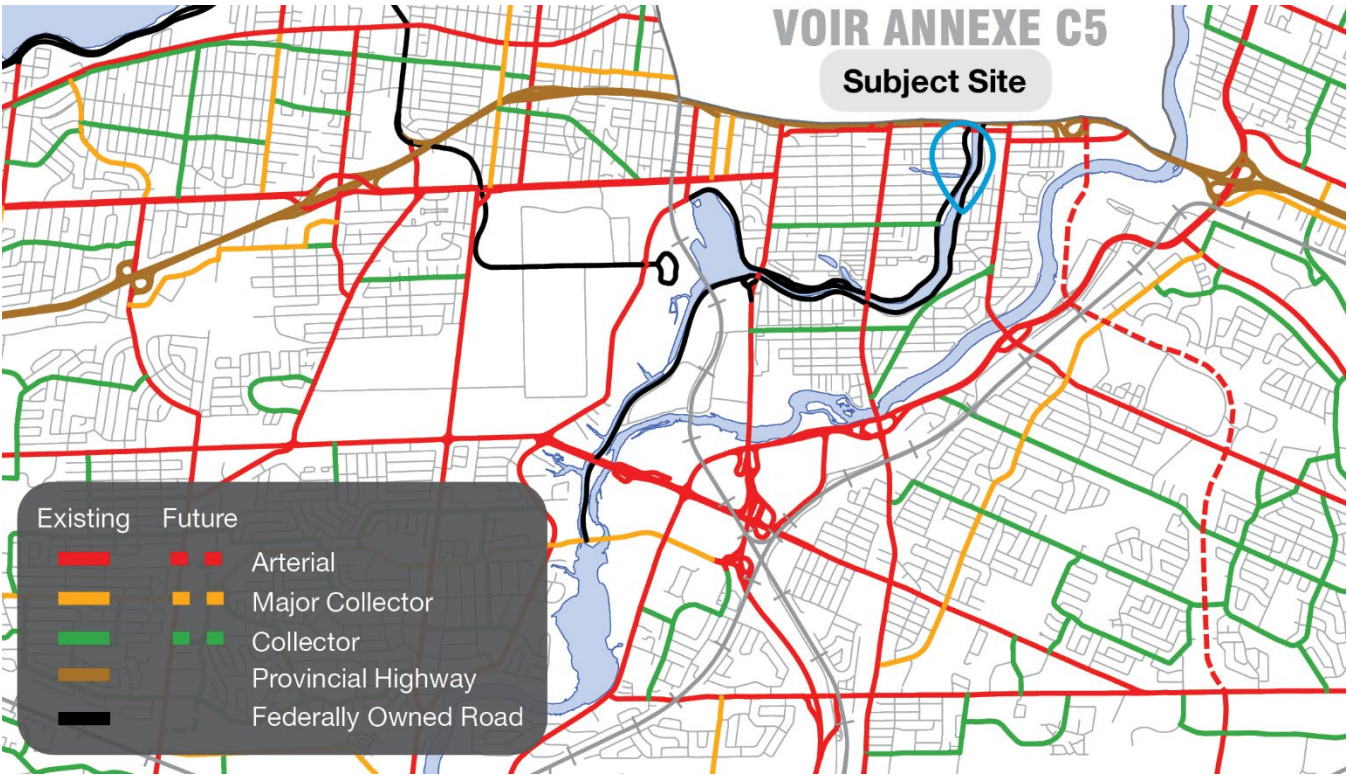 VOIR ANNEXE C5
Subject Site
Existing Future
Arterial
Major Collector
Collector
Provincial Highway
Federally Owned Road